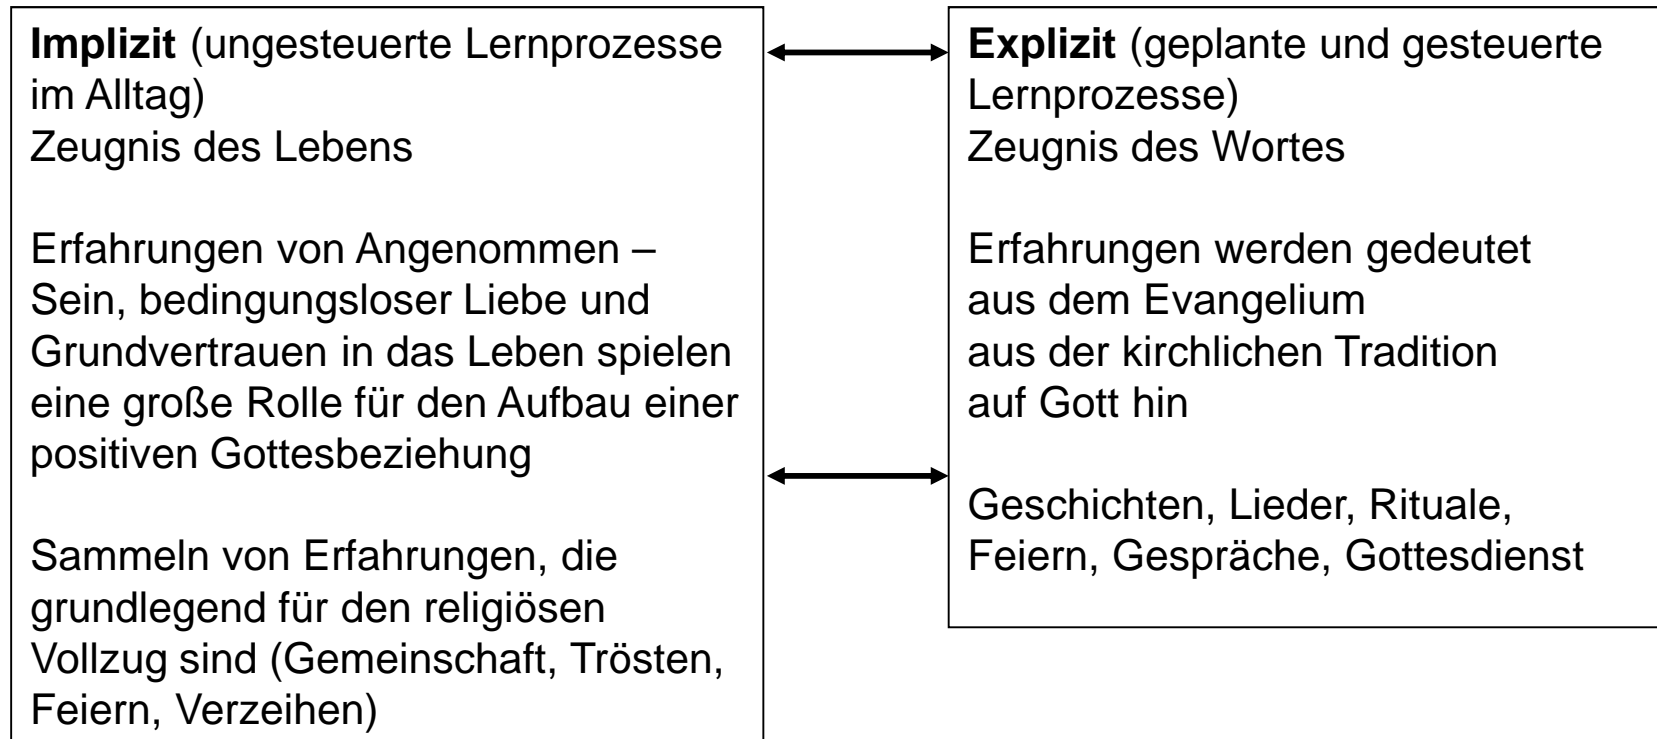 Implizit (ungesteuerte Lernprozesse
im Alltag)
Zeugnis des Lebens
Erfahrungen von Angenommen –
Sein, bedingungsloser Liebe und
Grundvertrauen in das Leben spielen
eine große Rolle für den Aufbau einer
positiven Gottesbeziehung
Sammeln von Erfahrungen, die
grundlegend für den religiösen
Vollzug sind (Gemeinschaft, Trösten,
Feiern, Verzeihen)
Explizit (geplante und gesteuerte
Lernprozesse)
Zeugnis des Wortes
Erfahrungen werden gedeutet
aus dem Evangelium
aus der kirchlichen Tradition
auf Gott hin
Geschichten, Lieder, Rituale,
Feiern, Gespräche, Gottesdienst